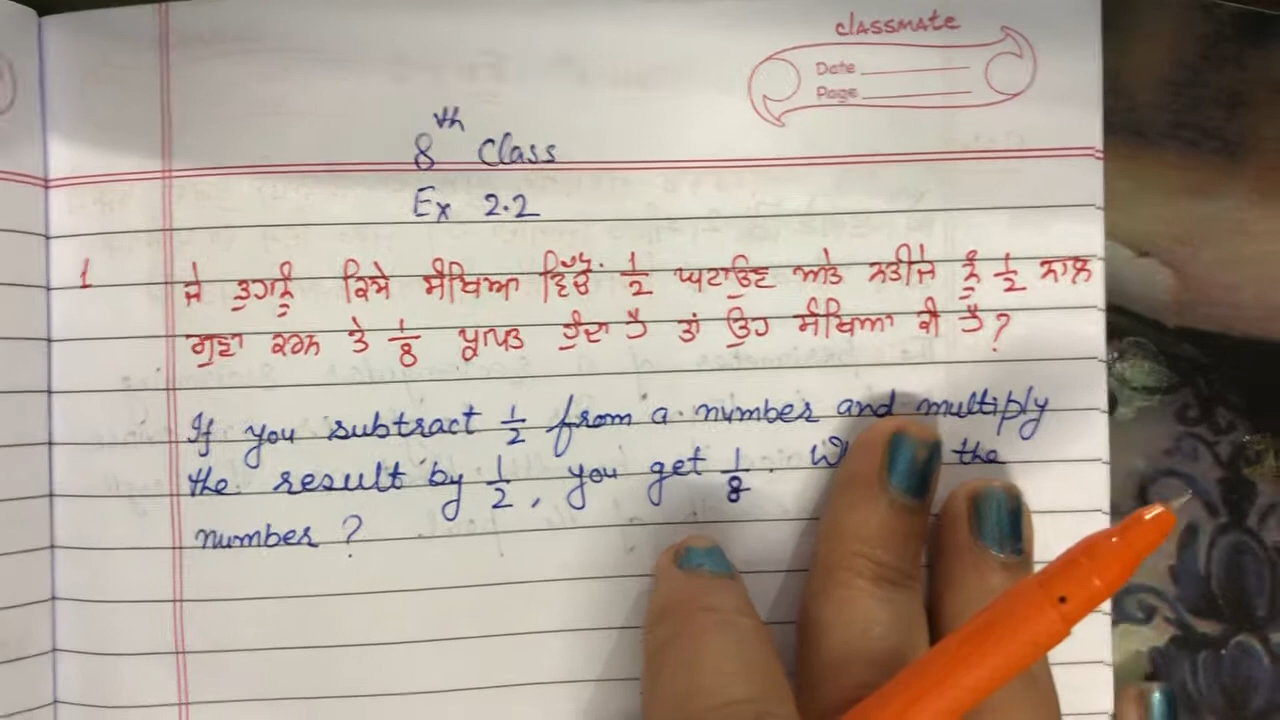 classmate
Date
Page
8th Class
Ex 2.2
1 ਜੇ ਤੁਹਾਨੂੰ ਕਿਸੇ ਸੰਖਿਆ ਵਿੱਚੋਂ 1/2 ਘਟਾਉਣ ਅਤੇ ਨਤੀਜੇ ਨੂੰ 1/2 ਨਾਲ
ਗੁਣਾ ਕਰਨ ਤੇ 1/8 ਪ੍ਰਾਪਤ ਹੁੰਦਾ ਹੈ ਤਾਂ ਉਹ ਸੰਖਿਆ ਕੀ ਹੈ?
If you subtract 1/2 from a number and multiply
the result by 1/2, you get 1/8. the
number?